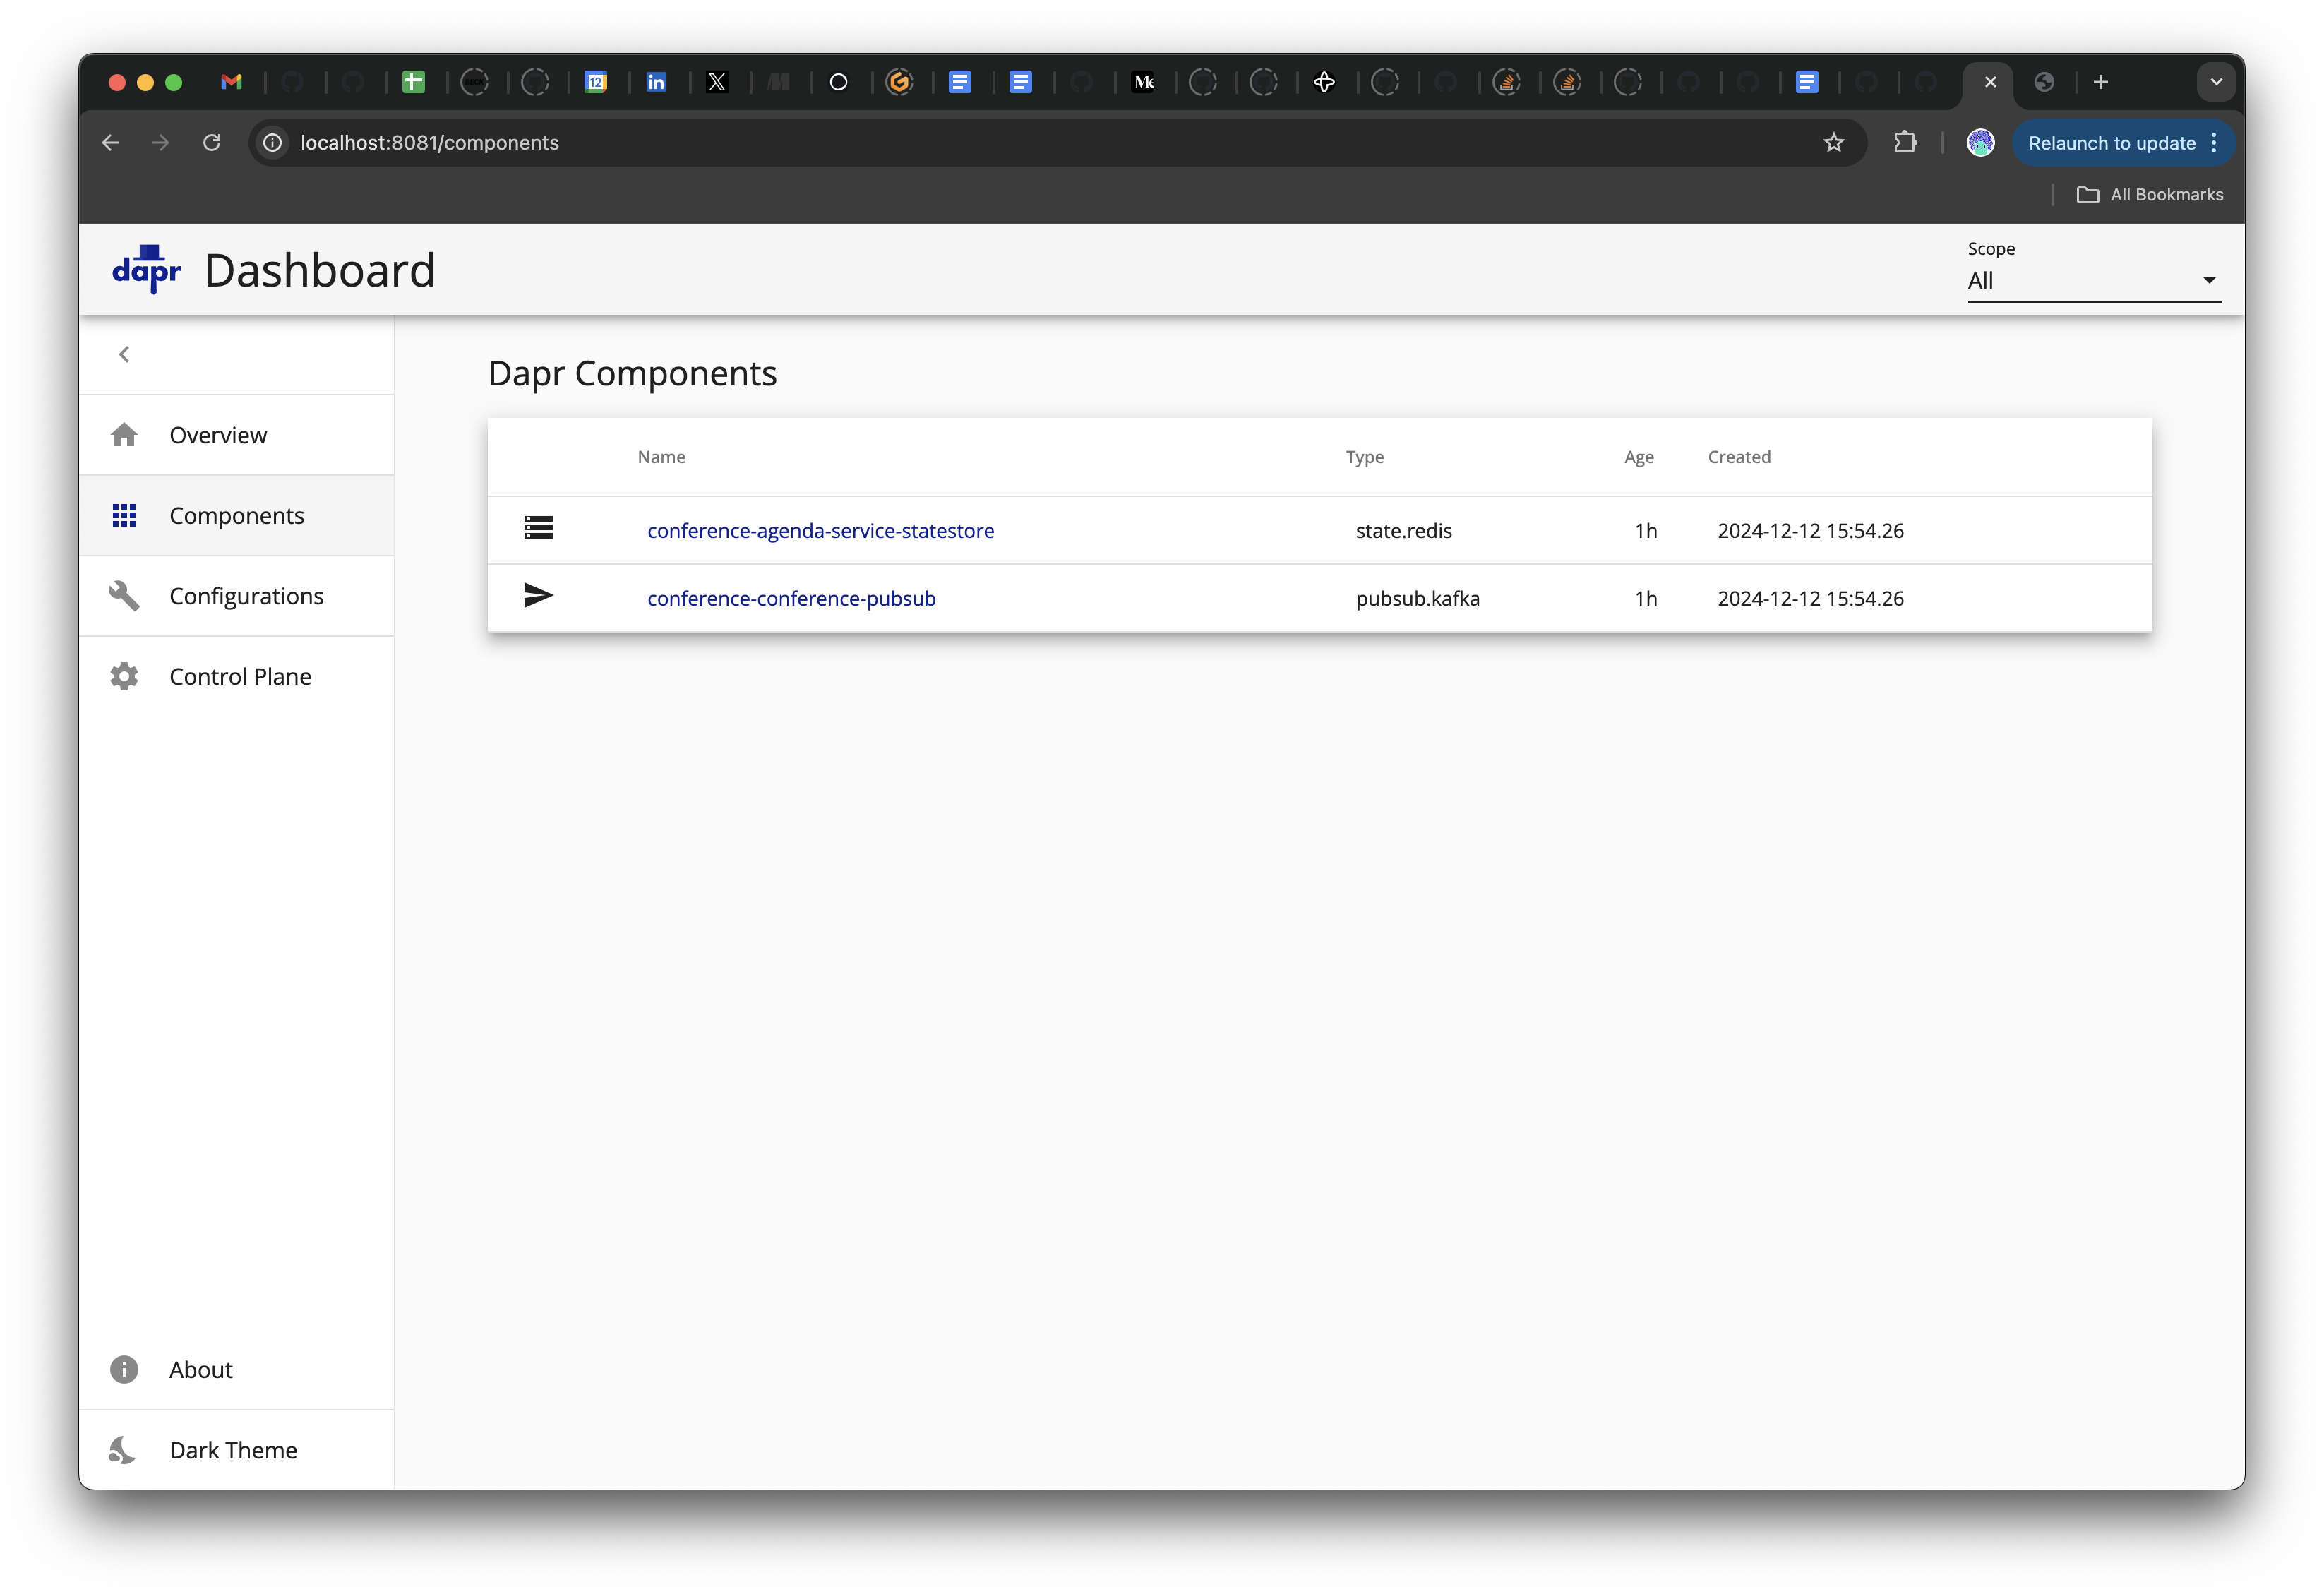 12
in
X
localhost:8081/components
Relaunch to update
All Bookmarks
dapr Dashboard
Scope
All
Overview
Components
Configurations
Control Plane
Dapr Components
Name Type Age Created
conference-agenda-service-statestore state.redis 1h 2024-12-12 15:54.26
conference-conference-pubsub pubsub.kafka 1h 2024-12-12 15:54.26
About
Dark Theme